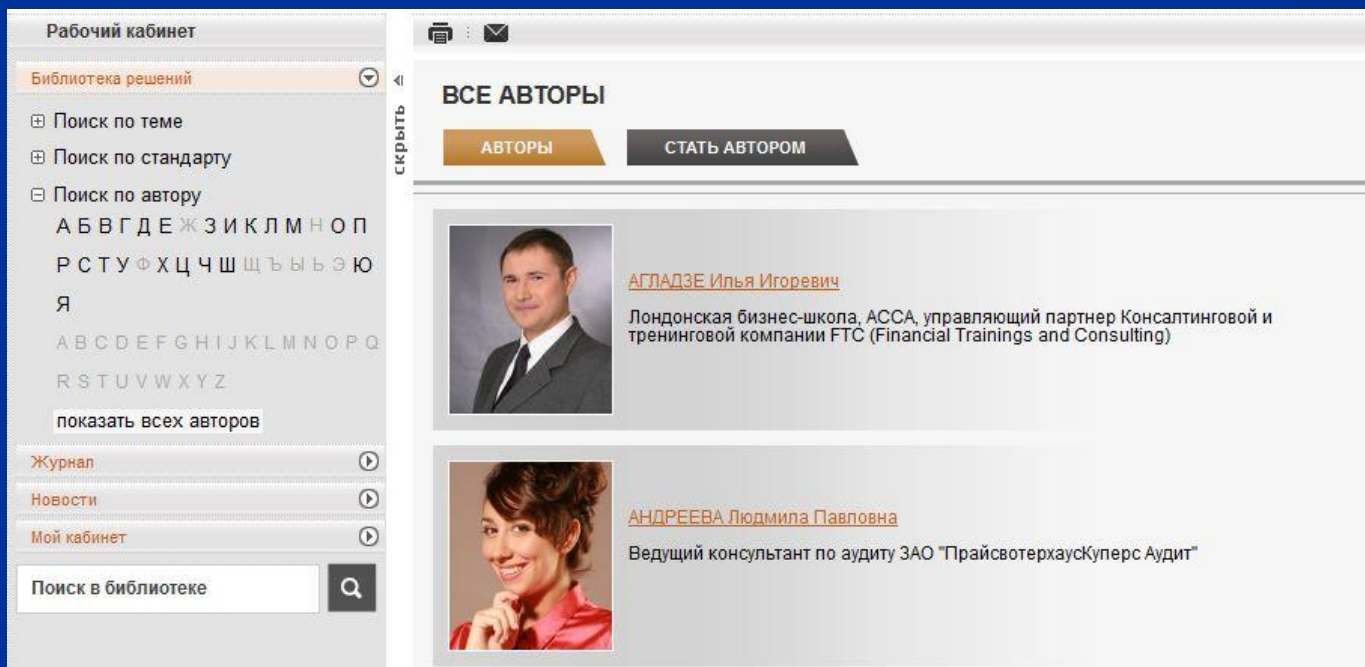 Рабочий кабинет
Библиотека решений
Поиск по теме
Поиск по стандарту
Поиск по автору
А Б В Г Д Е Ж З И К Л М Н О П
Р С Т У Ф Х Ц Ч Ш Щ Ъ Ы Ь Э Ю
Я
A B C D E F G H I J K L M N O P Q
R S T U V W X Y Z
показать всех авторов
Журнал
Новости
Мой кабинет
Поиск в библиотеке
скрыть
ВСЕ АВТОРЫ
АВТОРЫ
СТАТЬ АВТОРОМ
АГЛАДЗЕ Илья Игоревич
Лондонская бизнес-школа, АССА, управляющий партнер Консалтинговой и
тренинговой компании FTC (Financial Trainings and Consulting)
АНДРЕЕВА Людмила Павловна
Ведущий консультант по аудиту ЗАО "ПрайсвотерхаусКуперс Аудит"